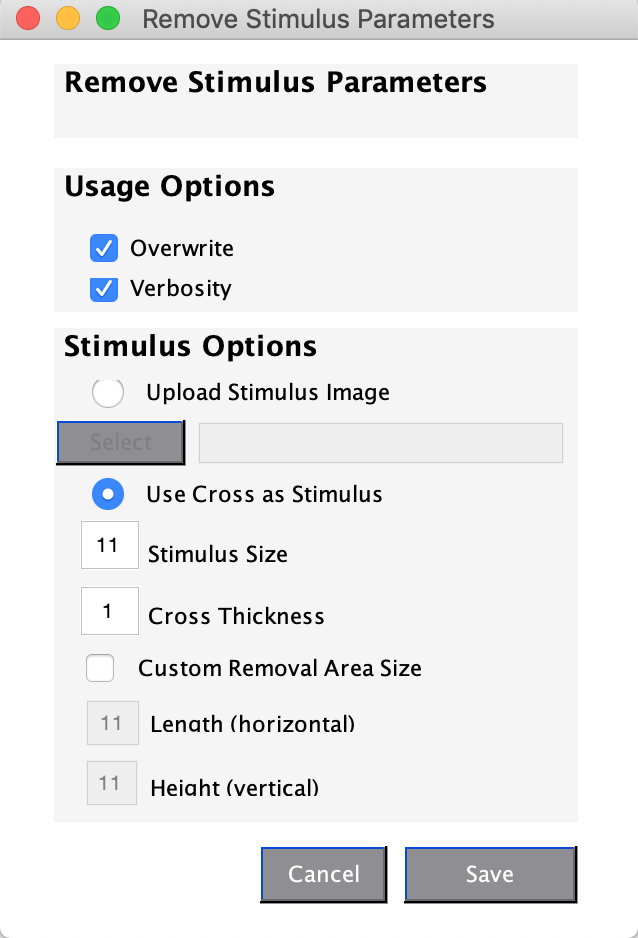 Remove Stimulus Parameters
Remove Stimulus Parameters
Usage Options
Overwrite
Verbosity
Stimulus Options
Upload Stimulus Image
Select
Use Cross as Stimulus
11 Stimulus Size
1 Cross Thickness
Custom Removal Area Size
11 Length (horizontal)
11 Height (vertical)
Cancel Save